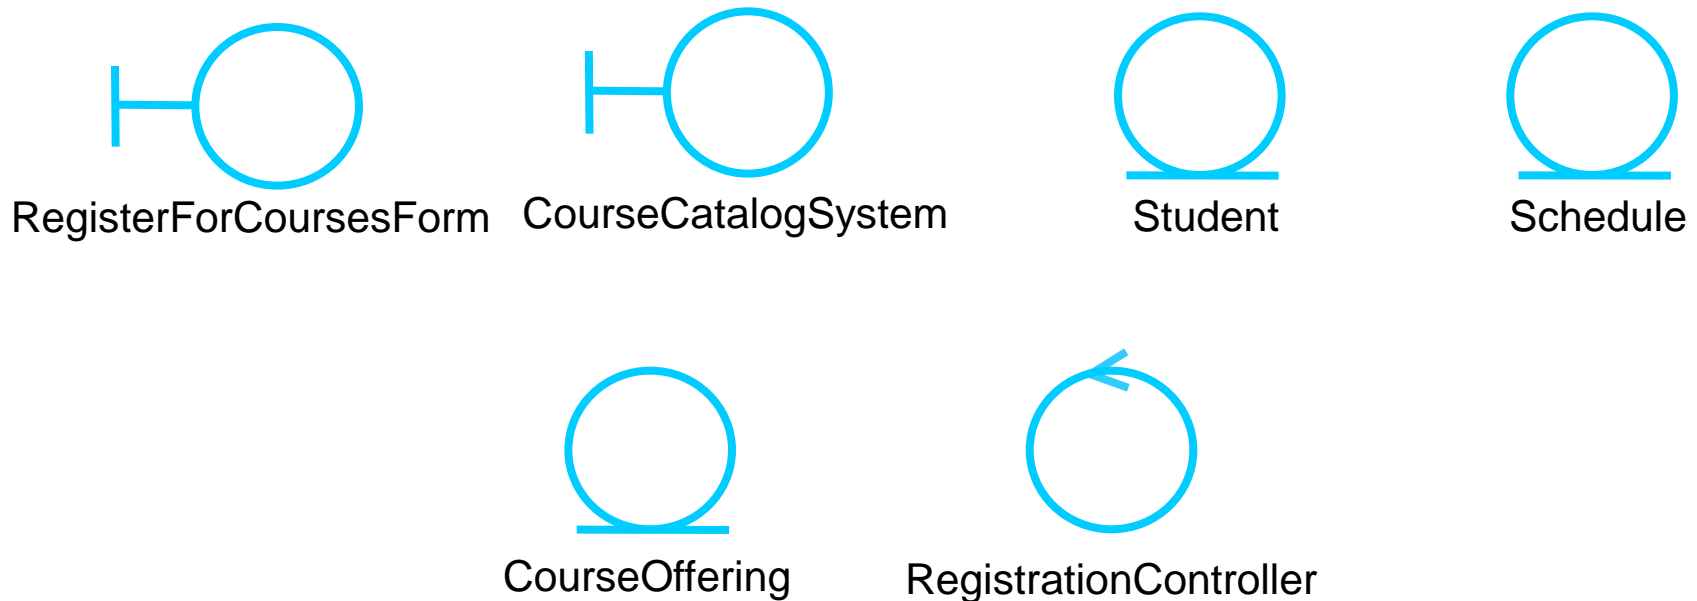 RegisterForCoursesForm
CourseCatalogSystem
Student
Schedule
CourseOffering
RegistrationController